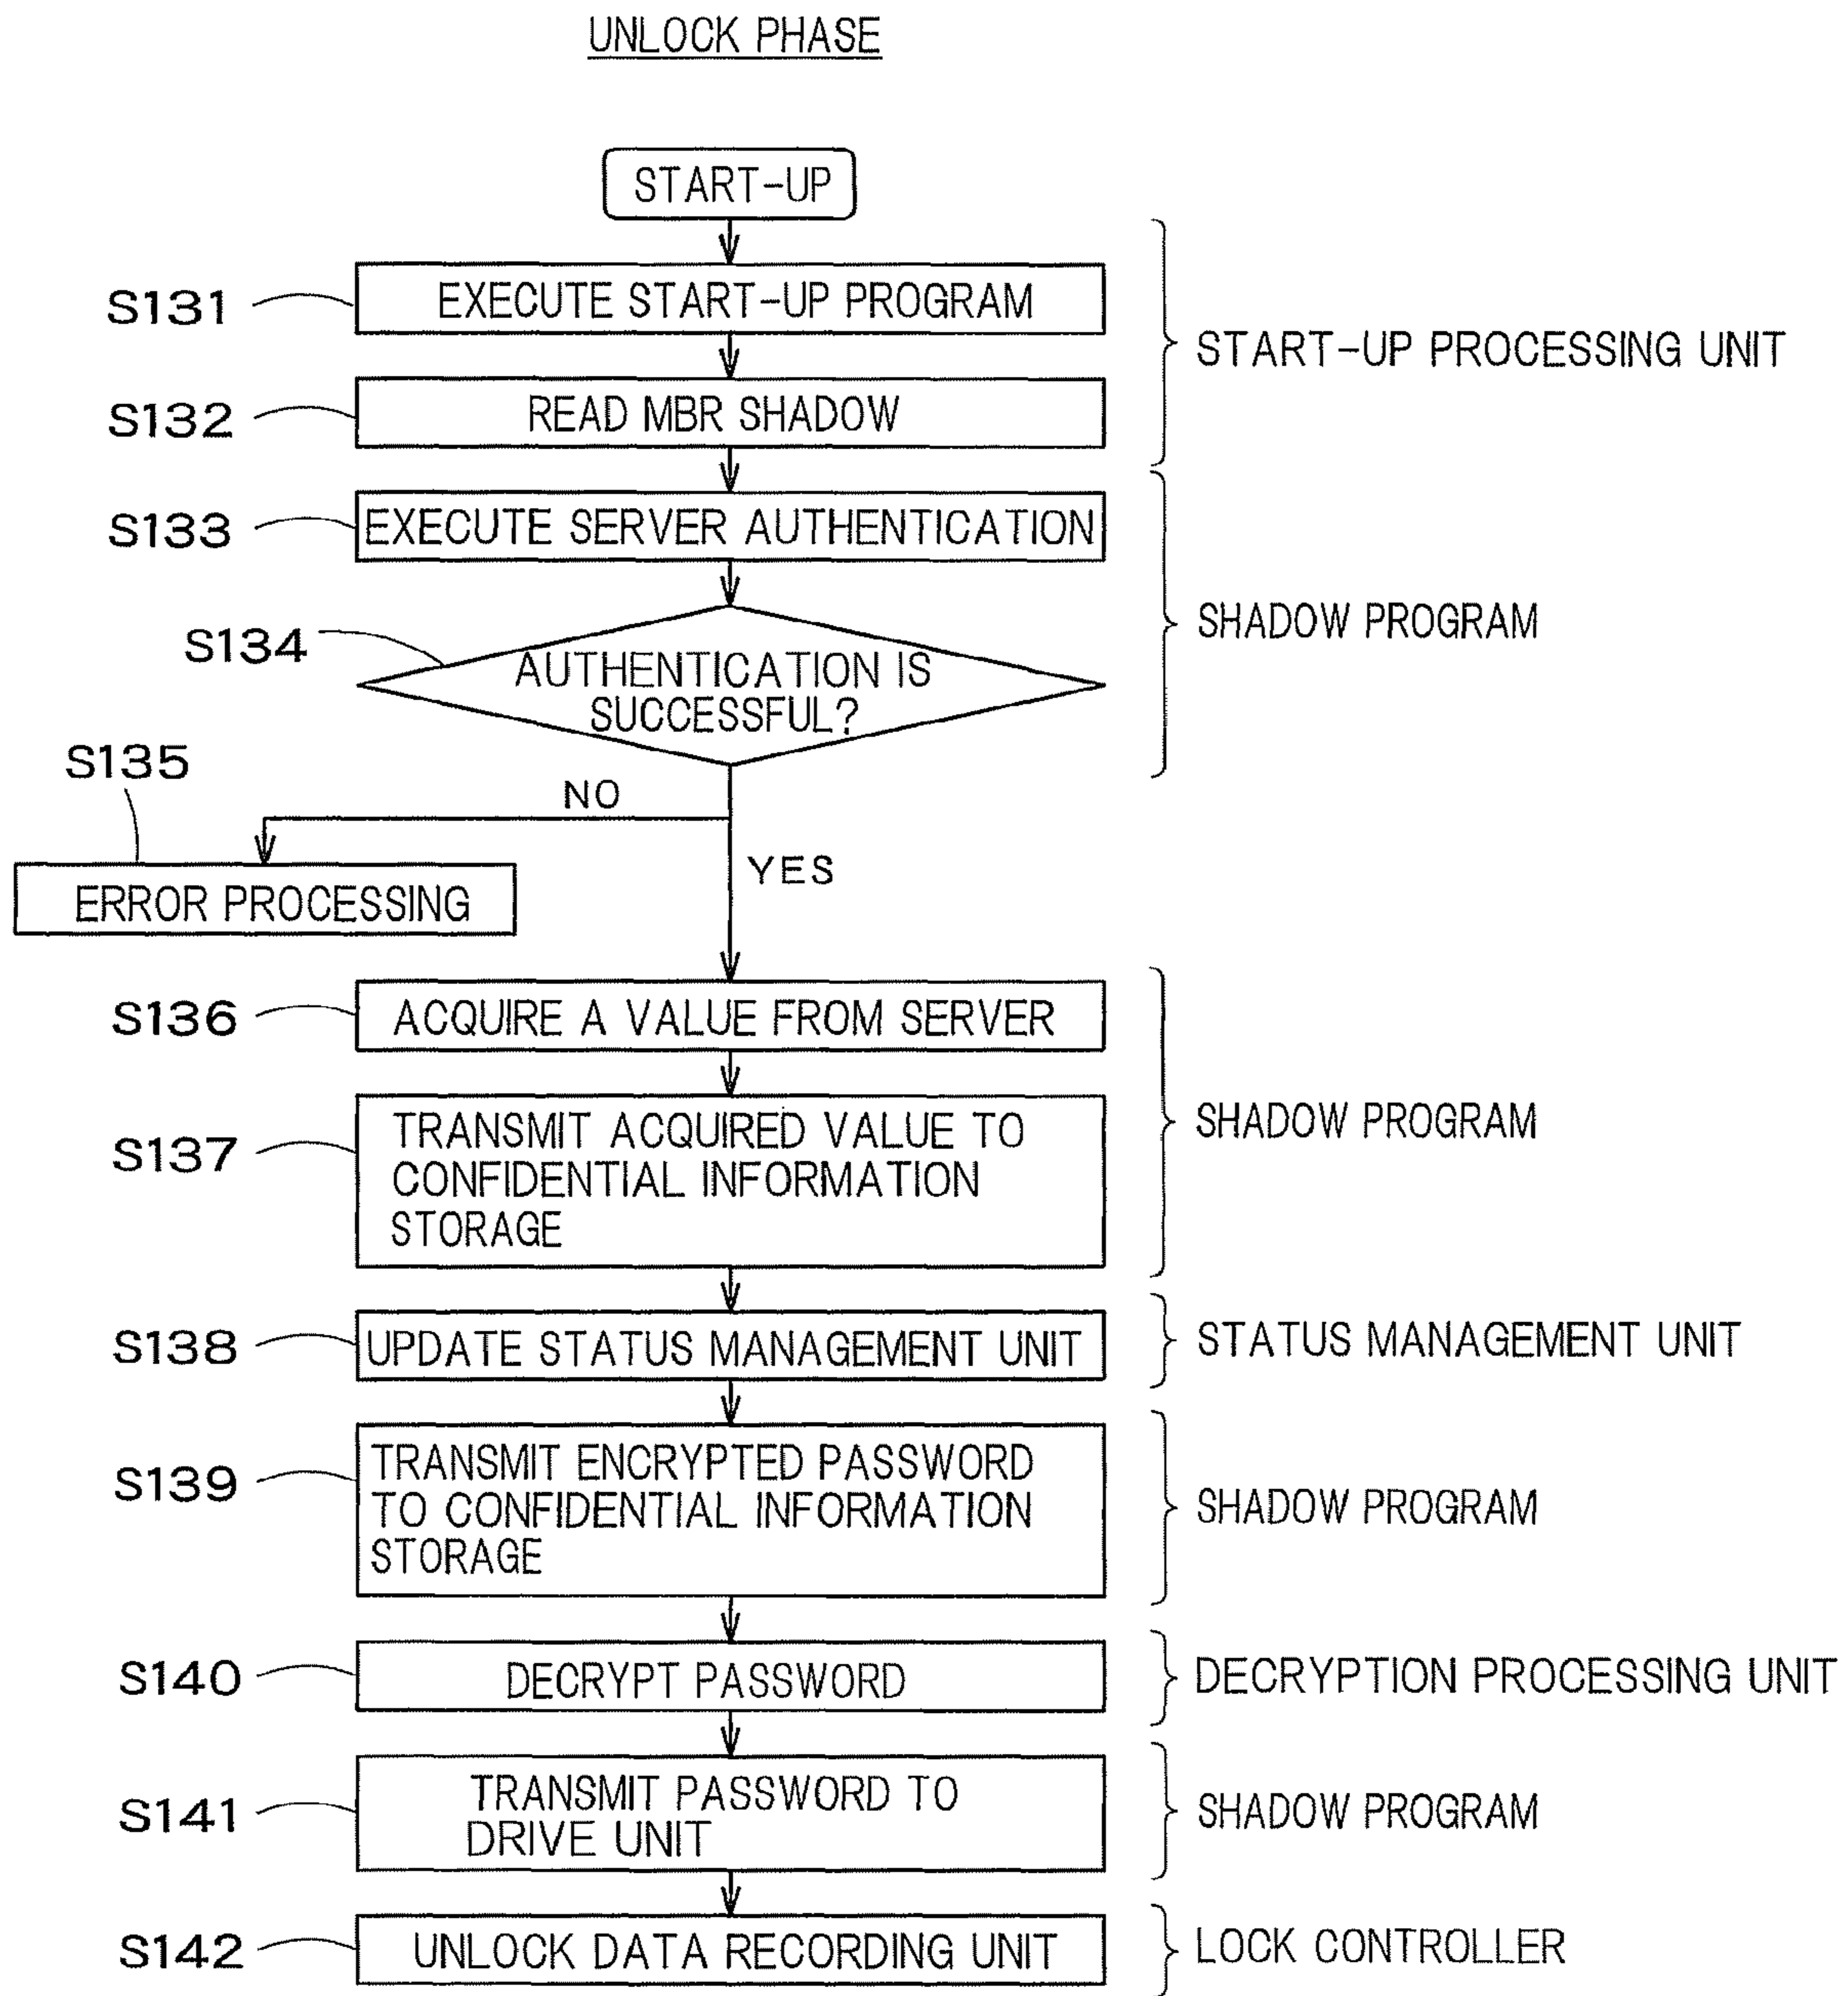 UNLOCK PHASE
START-UP
S131
EXECUTE START-UP PROGRAM
S132
READ MBR SHADOW
START-UP PROCESSING UNIT
S133
EXECUTE SERVER AUTHENTICATION
S134
AUTHENTICATION IS
SUCCESSFUL?
SHADOW PROGRAM
S135
NO
YES
ERROR PROCESSING
S136
ACQUIRE A VALUE FROM SERVER
S137
TRANSMIT ACQUIRED VALUE TO
CONFIDENTIAL INFORMATION
STORAGE
SHADOW PROGRAM
S138
UPDATE STATUS MANAGEMENT UNIT
STATUS MANAGEMENT UNIT
S139
TRANSMIT ENCRYPTED PASSWORD
TO CONFIDENTIAL INFORMATION
STORAGE
SHADOW PROGRAM
S140
DECRYPT PASSWORD
DECRYPTION PROCESSING UNIT
S141
TRANSMIT PASSWORD TO
DRIVE UNIT
SHADOW PROGRAM
S142
UNLOCK DATA RECORDING UNIT
LOCK CONTROLLER